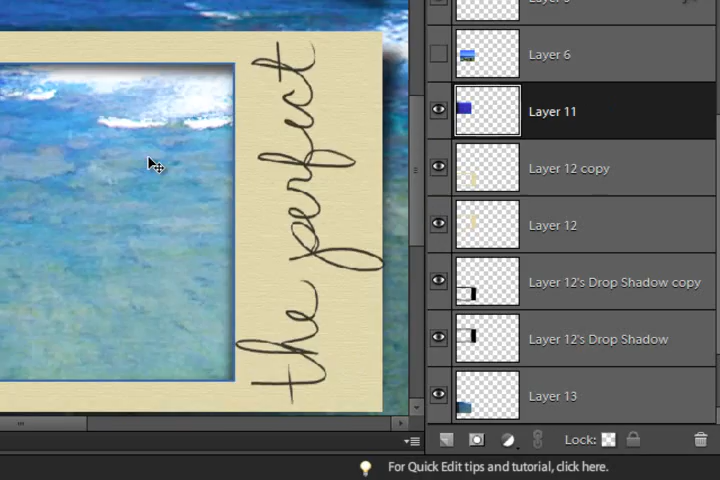 the perfect
Layer 6
Layer 11
Layer 12 copy
Layer 12
Layer 12's Drop Shadow copy
Layer 12's Drop Shadow
Layer 13
Lock:
For Quick Edit tips and tutorial, click here.